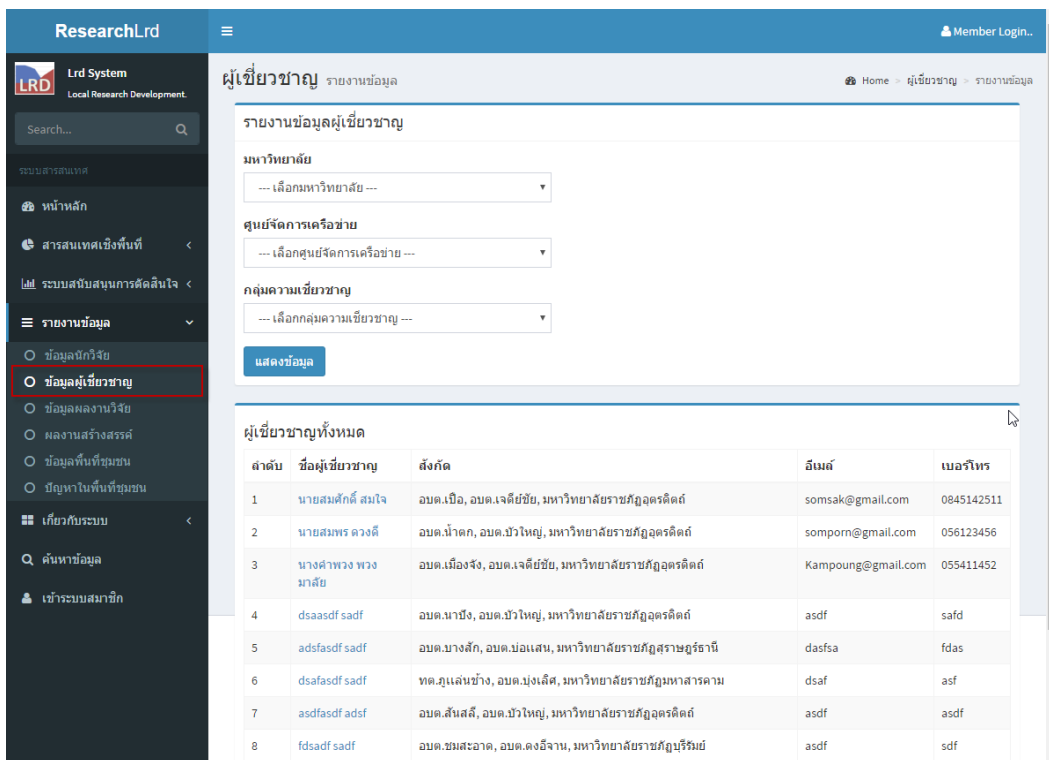 ResearchLrd
Member Login..
LRD
Lrd System
Local Research Development.
Search...
ระบบสารสนเทศ
หน้าหลัก
สารสนเทศเชิงพื้นที่
ระบบสนับสนุนการตัดสินใจ
รายงานข้อมูล
ข้อมูลนักวิจัย
ข้อมูลผู้เชี่ยวชาญ
ข้อมูลผลงานวิจัย
ผลงานสร้างสรรค์
ข้อมูลพื้นที่ชุมชน
ปัญหาในพื้นที่ชุมชน
เกี่ยวกับระบบ
ค้นหาข้อมูล
เข้าระบบสมาชิก
ผู้เชี่ยวชาญ รายงานข้อมูล
Home > ผู้เชี่ยวชาญ > รายงานข้อมูล
รายงานข้อมูลผู้เชี่ยวชาญ
มหาวิทยาลัย
--- เลือกมหาวิทยาลัย ---
ศูนย์จัดการเครือข่าย
--- เลือกศูนย์จัดการเครือข่าย ---
กลุ่มความเชี่ยวชาญ
--- เลือกกลุ่มความเชี่ยวชาญ ---
แสดงข้อมูล
ผู้เชี่ยวชาญทั้งหมด
ลำดับ ชื่อผู้เชี่ยวชาญ สังกัด อีเมล์ เบอร์โทร
1 นายสมศักดิ์ สมใจ อบต.เปือ, อบต.เจดีย์ชัย, มหาวิทยาลัยราชภัฏอุตรดิตถ์ somsak@gmail.com 0845142511
2 นายสมพร ดวงดี อบต.น้ำตก, อบต.บัวใหญ่, มหาวิทยาลัยราชภัฏอุตรดิตถ์ somporn@gmail.com 056123456
3 นางคำพวง พวง อบต.เมืองจัง, อบต.เจดีย์ชัย, มหาวิทยาลัยราชภัฏอุตรดิตถ์ Kampoung@gmail.com 055411452
มาลัย
4 dsaasdf sadf อบต.นาปัง, อบต.บัวใหญ่, มหาวิทยาลัยราชภัฏอุตรดิตถ์ asdf safd
5 adsfasdf sadf อบต.บางสัก, อบต.บ่อแสน, มหาวิทยาลัยราชภัฏสุราษฎร์ธานี dasfsa fdas
6 dsafasdf sadf ทต.ภูแล่นช้าง, อบต.บุ่งเลิศ, มหาวิทยาลัยราชภัฏมหาสารคาม dsaf asf
7 asdfasdf adsf อบต.สันสลี, อบต.บัวใหญ่, มหาวิทยาลัยราชภัฏอุตรดิตถ์ asdf asdf
8 fdsadf sadf อบต.ชมสะอาด, อบต.ดงอีจาน, มหาวิทยาลัยราชภัฏบุรีรัมย์ asdf sdf